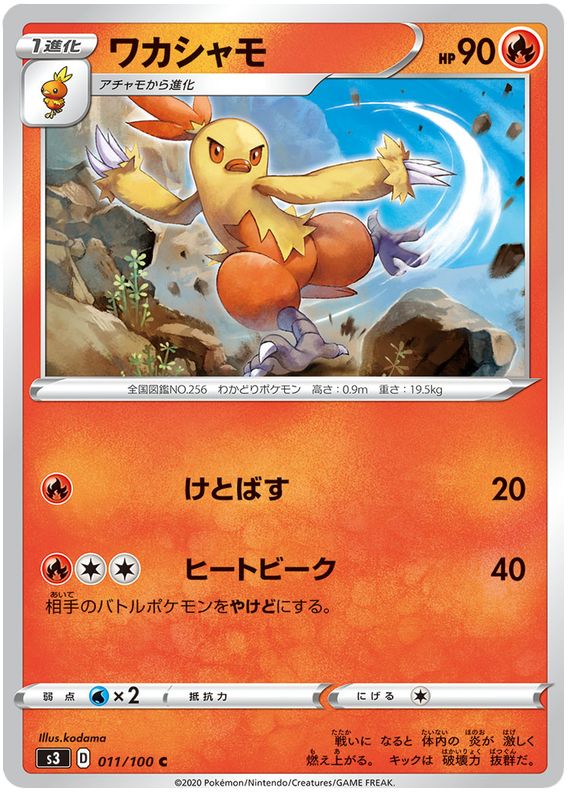 1進化
ワカシャモ
HP 90
アチャモから進化
全国図鑑NO.256 わかどりポケモン 高さ:0.9m 重さ:19.5kg
けとばす 20
ヒートビーク 40
相手のバトルポケモンをやけどにする。
弱点 ×2 抵抗力 にげる
Illus.kodama
戦いに なると 体内の 炎が 激しく
燃え上がる。 キックは 破壊力 抜群だ。
s3 D 011/100 C
©2020 Pokémon/Nintendo/Creatures/GAME FREAK.